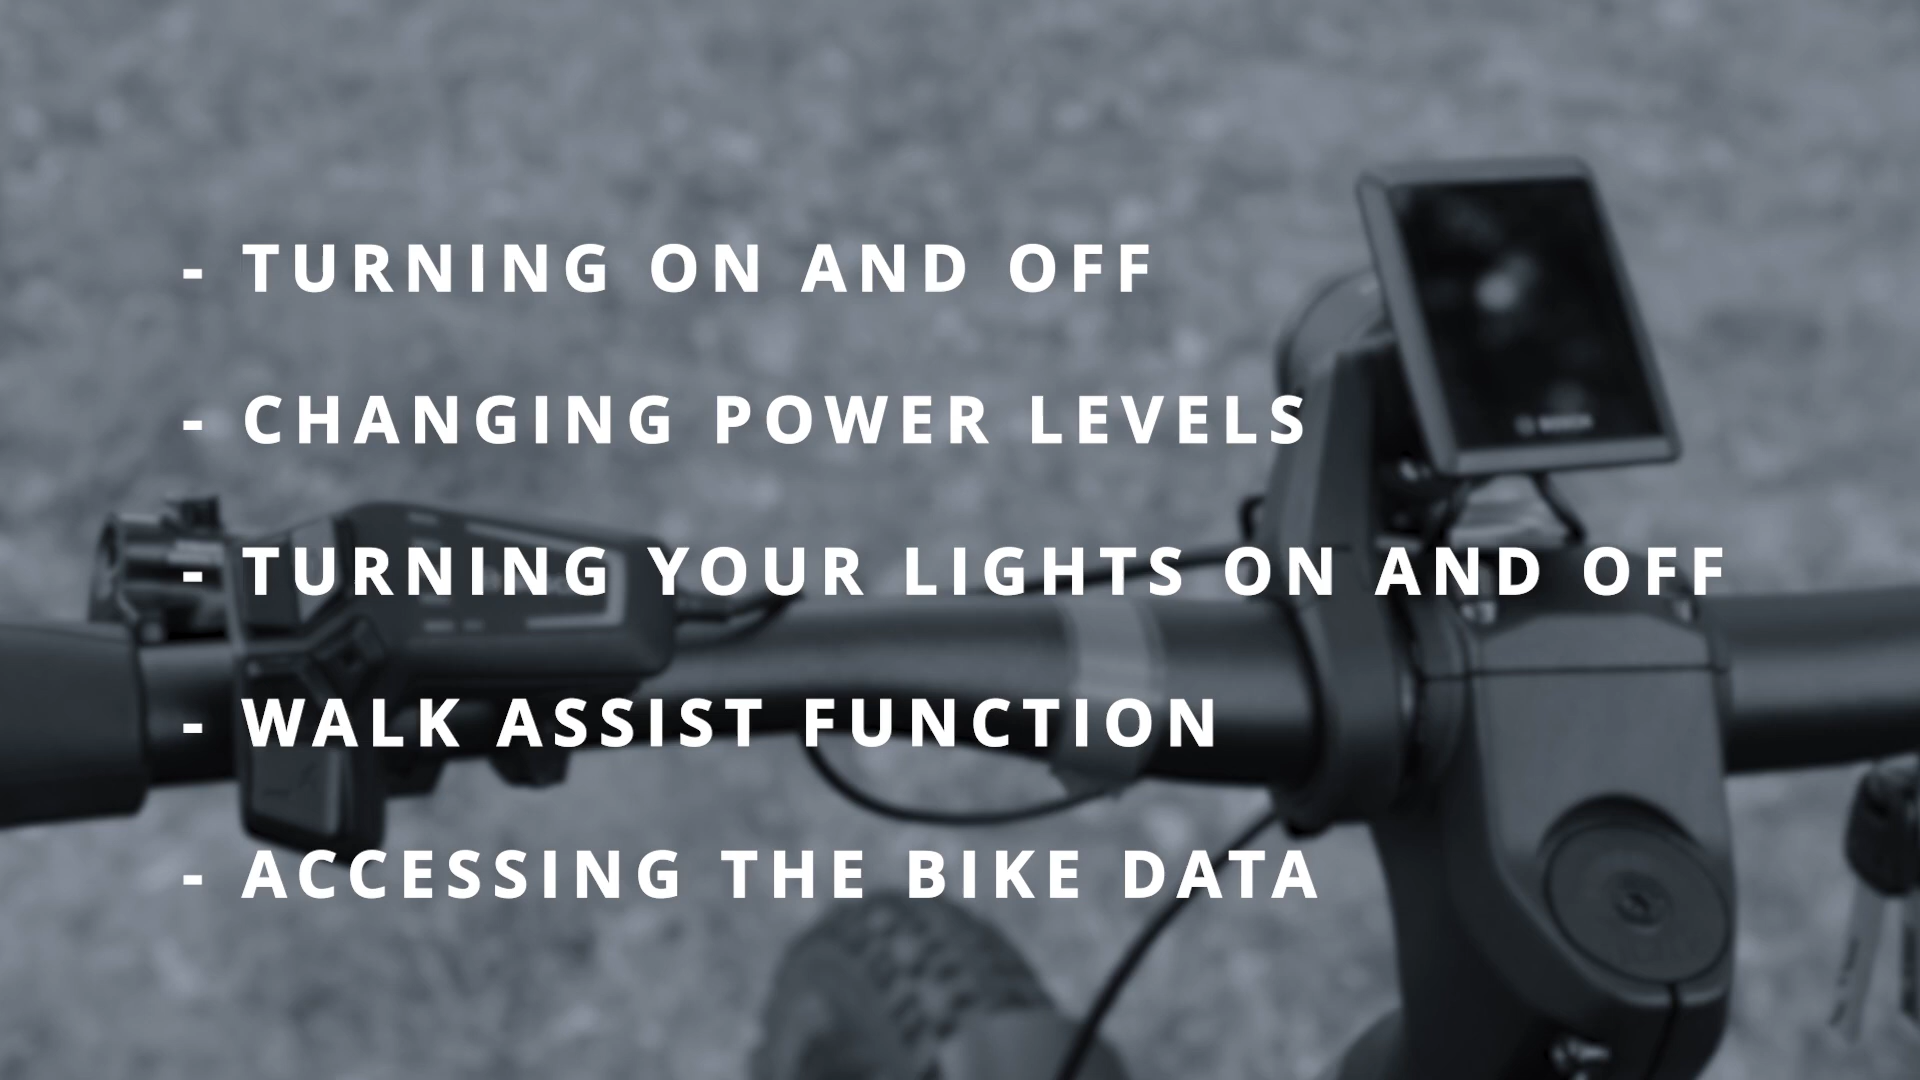 - TURNING ON AND OFF
- CHANGING POWER LEVELS
- TURNING YOUR LIGHTS ON AND OFF
- WALK ASSIST FUNCTION
- ACCESSING THE BIKE DATA
BOSCH